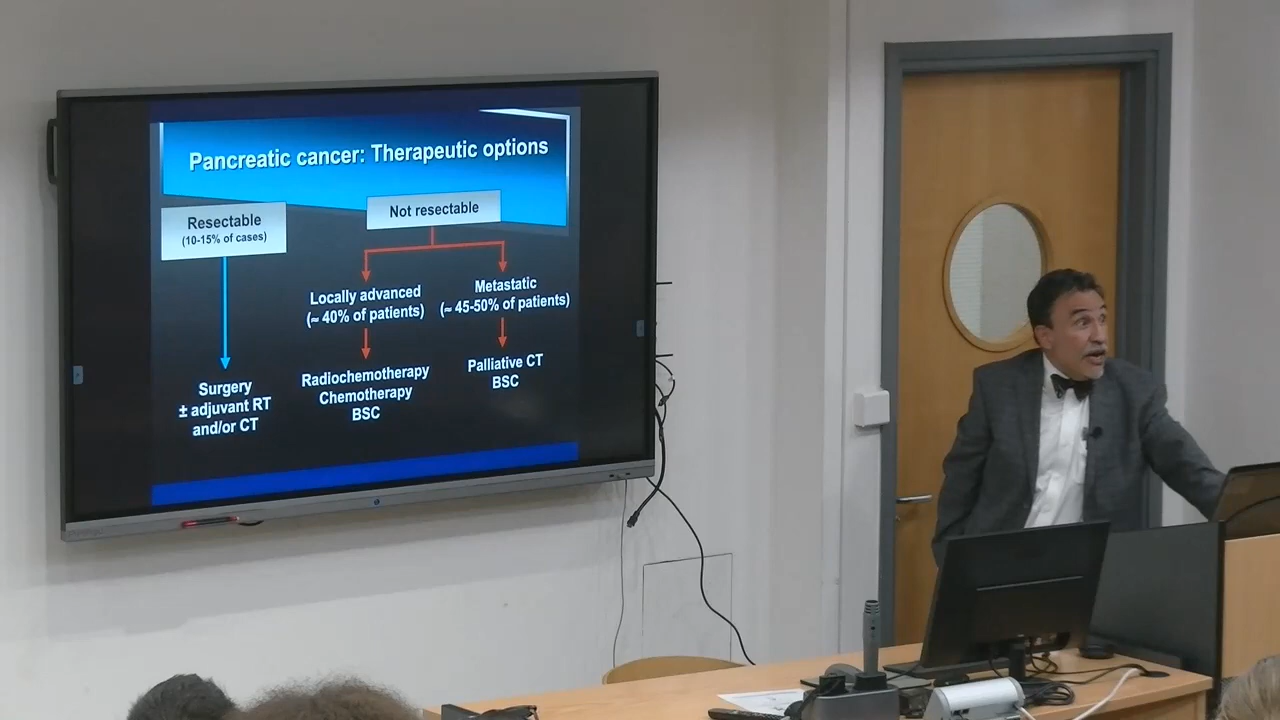 Pancreatic cancer: Therapeutic options
Resectable
(10-15% of cases)
Not resectable
Locally advanced
(~ 40% of patients)
Metastatic
(~ 45-50% of patients)
Surgery
± adjuvant RT
and/or CT
Radiochemotherapy
Chemotherapy
BSC
Palliative CT
BSC